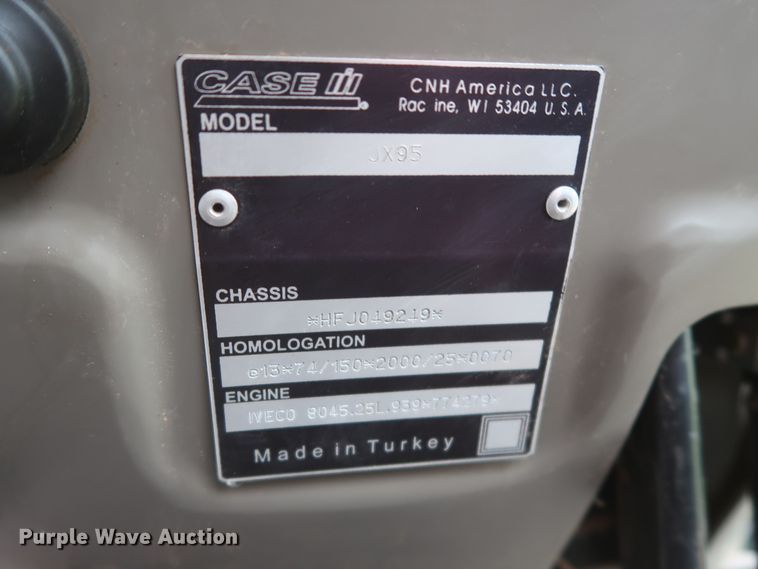 CASE IH
CNH America LLC.
Rac ine, WI 53404 U.S.A.
MODEL
JX95
CHASSIS
*HFJ049249*
HOMOLOGATION
e13*74/150*2000/25*0070
ENGINE
IVECO 8045.25L.939*774279*
Made in Turkey
Purple Wave Auction